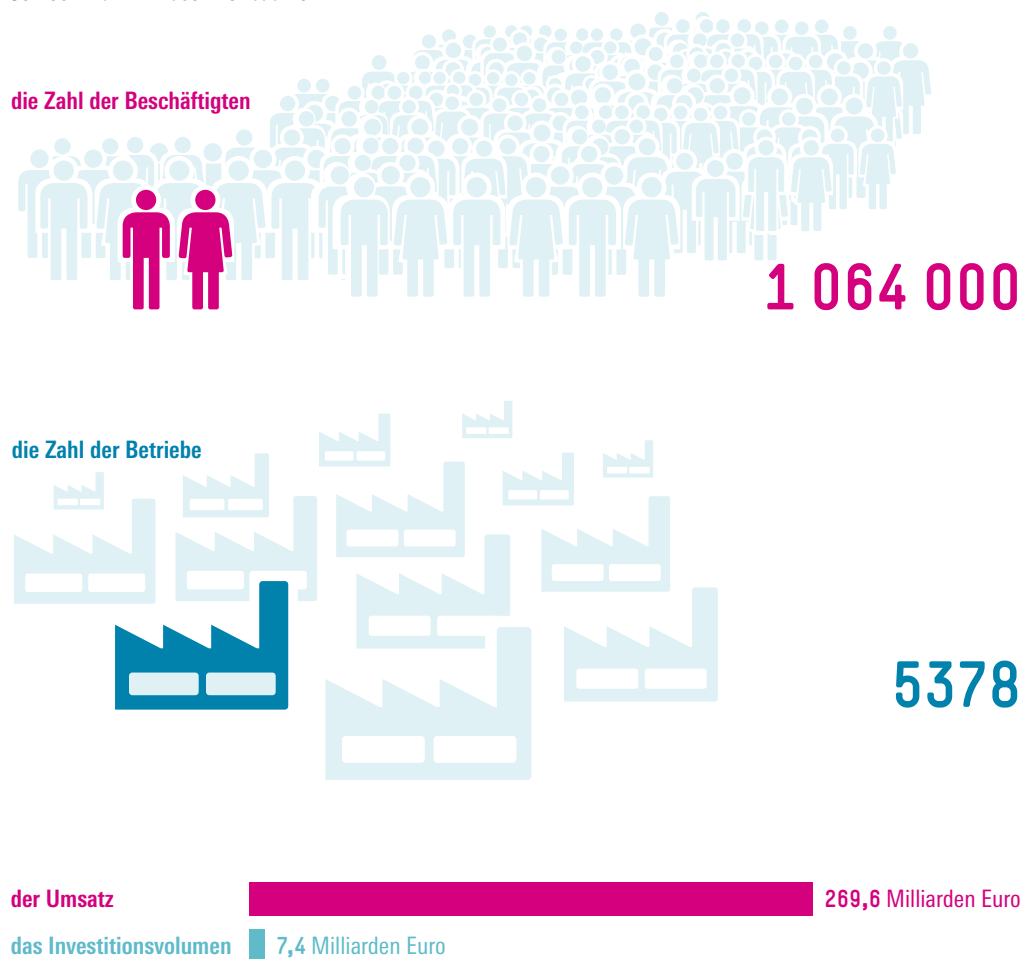 die Zahl der Beschäftigten
1 064 000
die Zahl der Betriebe
5378
der Umsatz 269,6 Milliarden Euro
das Investitionsvolumen 7,4 Milliarden Euro